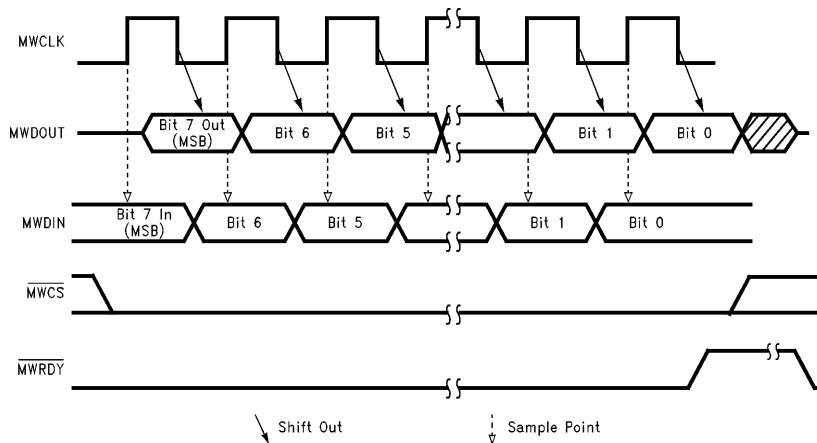 MWCLK
MWDOUT
Bit 7 Out
(MSB)
Bit 6
Bit 5
Bit 1
Bit 0
MWDIN
Bit 7 In
(MSB)
Bit 6
Bit 5
Bit 1
Bit 0
MWCS
MWRDY
Shift Out
Sample Point